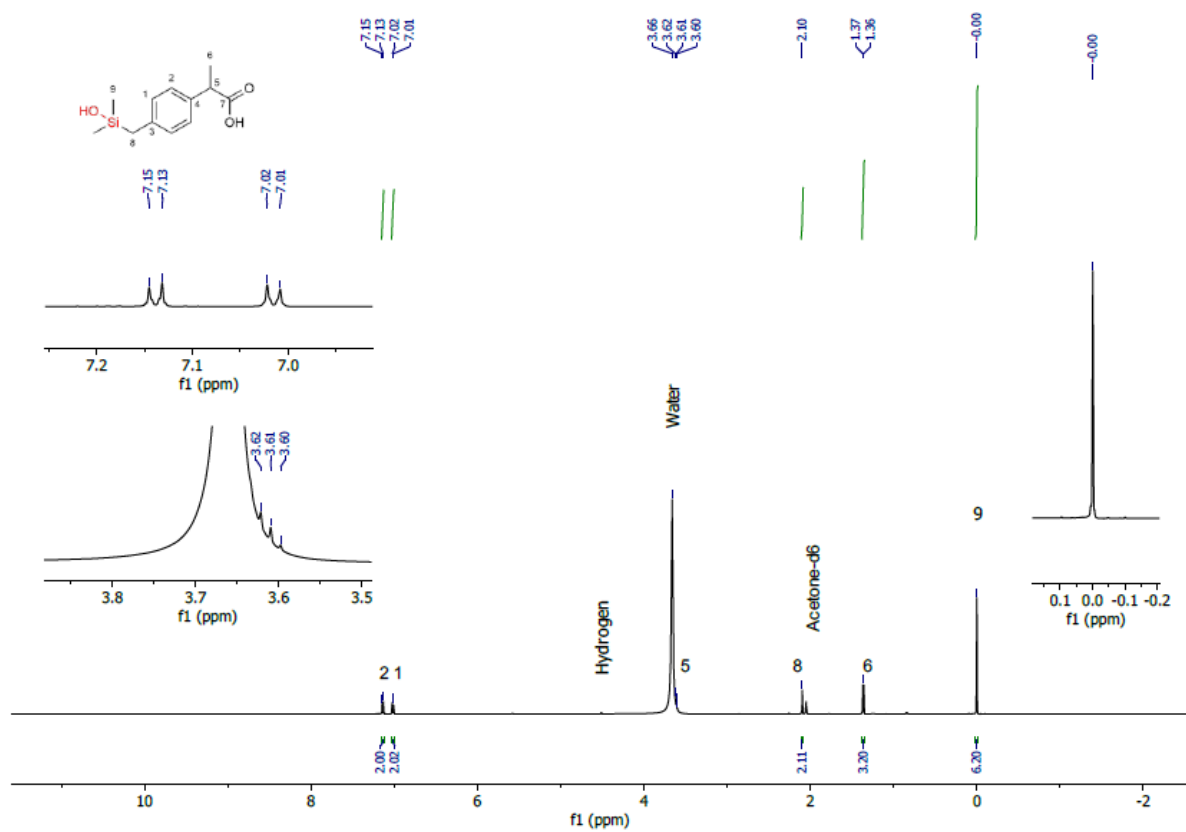 7.15
7.13
7.02
7.01
3.66
3.62
3.61
3.60
2.10
1.37
1.36
-0.00
-0.00
6
9
2
5
O
HO
1
4
7
Si
3
OH
8
7.15
7.13
7.02
7.01
7.2 7.1 7.0
f1 (ppm)
3.62
3.61
3.60
3.8 3.7 3.6 3.5
f1 (ppm)
Water
Hydrogen
Acetone-d6
9
0.1 0.0 -0.1 -0.2
f1 (ppm)
2 1
5
8
6
2.00
2.02
2.11
3.20
6.20
10 8 6 4 2 0 -2
f1 (ppm)